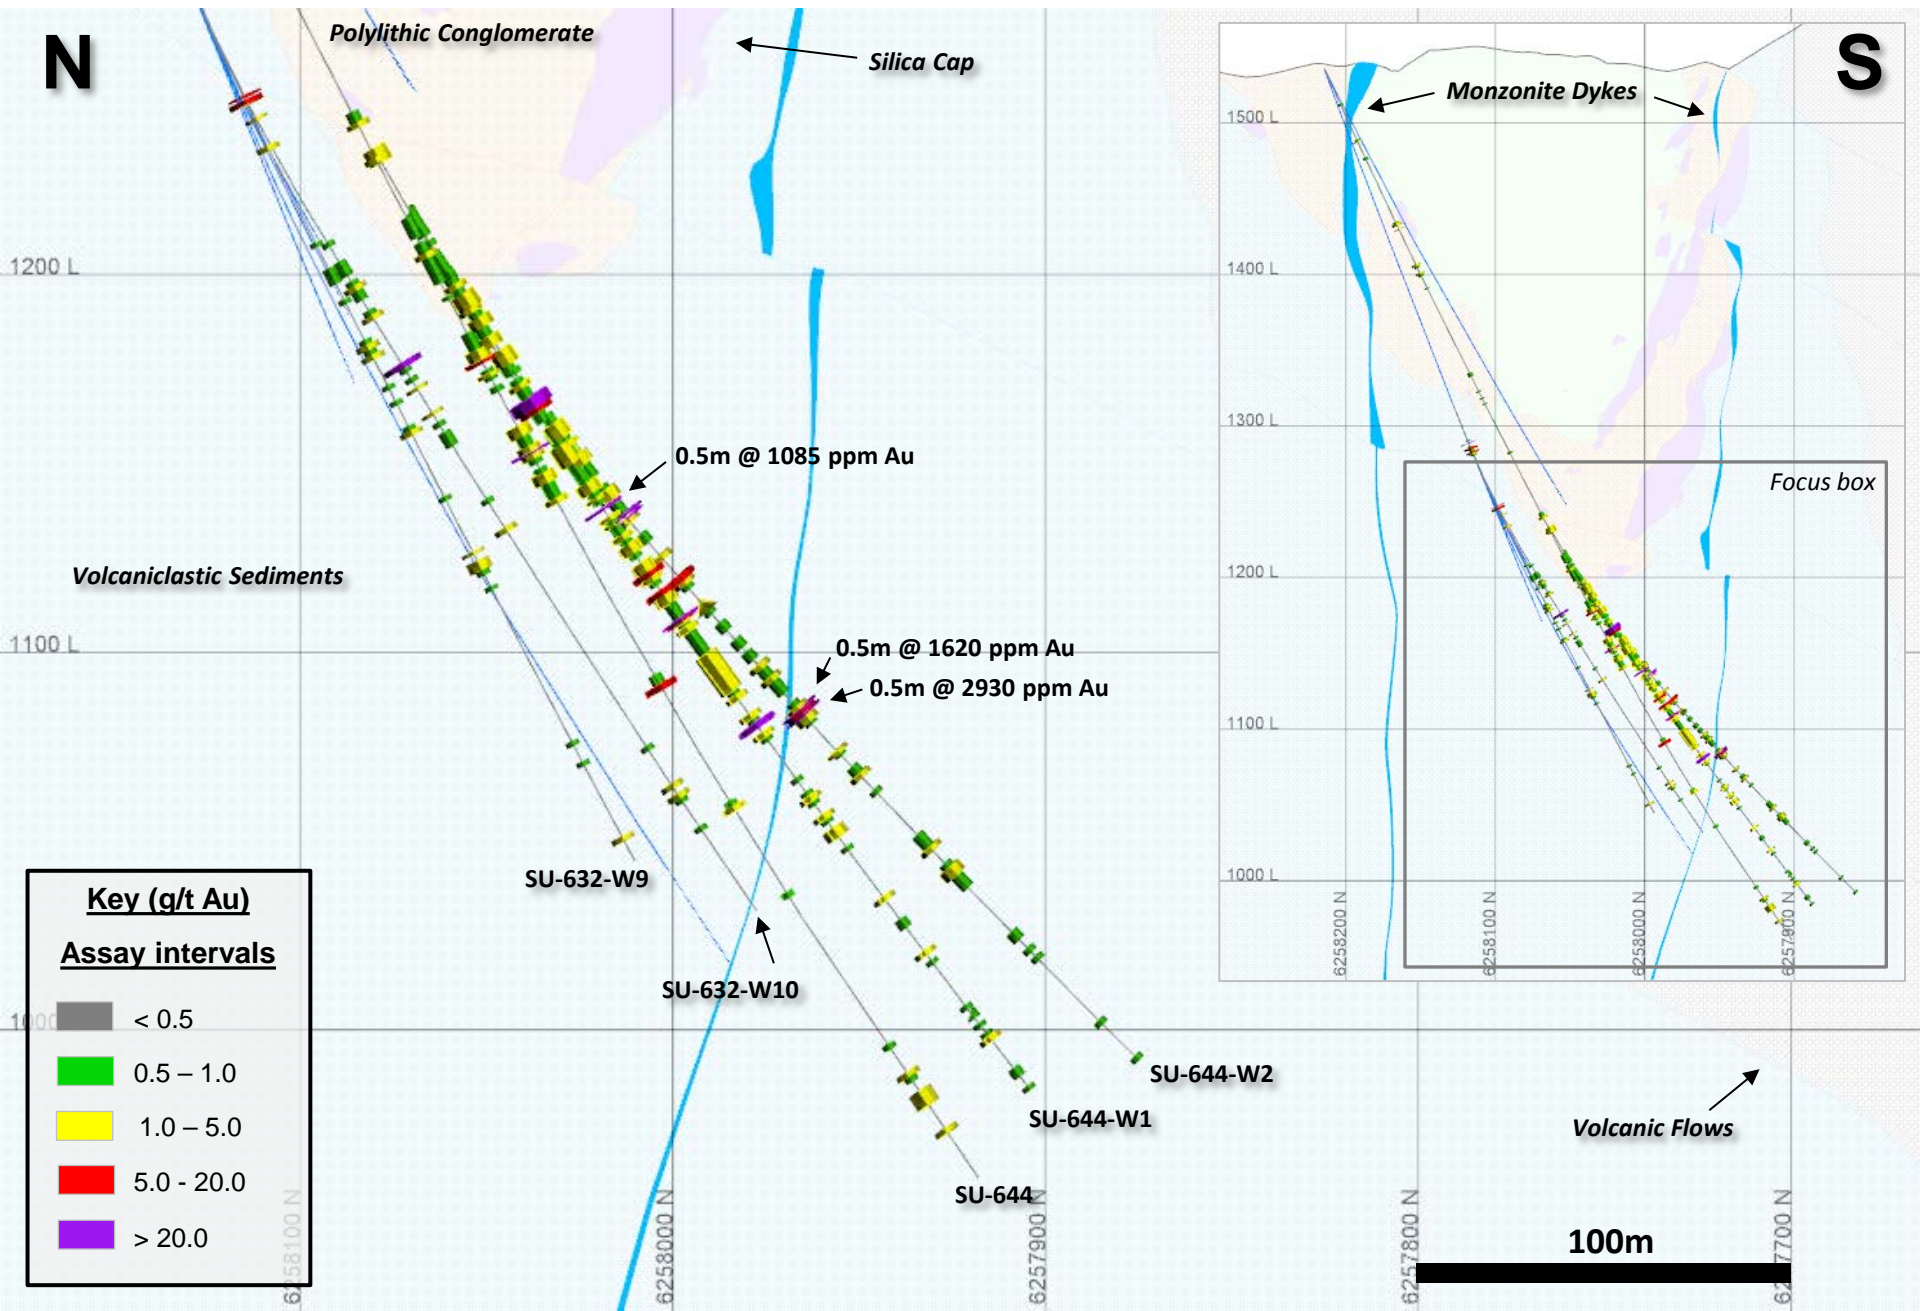 N
Polylithic Conglomerate
Silica Cap
S
Monzonite Dykes
1500 L
1400 L
1300 L
Focus box
1200 L
1100 L
1000 L
6258200 N
6258100 N
6258000 N
6257900 N
1200 L
0.5m @ 1085 ppm Au
Volcaniclastic Sediments
1100 L
0.5m @ 1620 ppm Au
0.5m @ 2930 ppm Au
SU-632-W9
SU-632-W10
1000
SU-644-W2
SU-644-W1
SU-644
Volcanic Flows
Key (g/t Au)
Assay intervals
< 0.5
0.5 – 1.0
1.0 – 5.0
5.0 - 20.0
> 20.0
6258100 N
6258000 N
6257900 N
6257800 N
6257700 N
100m